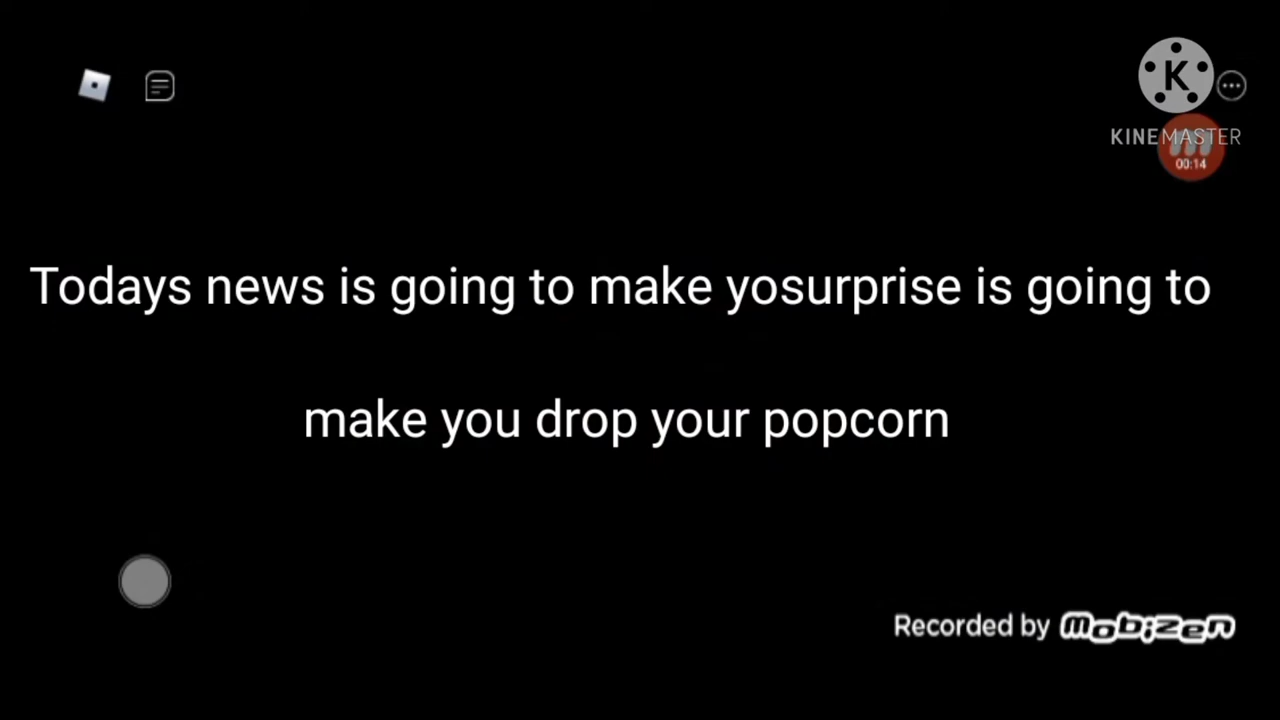 KINEMASTER
00:14
Todays news is going to make yosurprise is going to
make you drop your popcorn
Recorded by mobizen